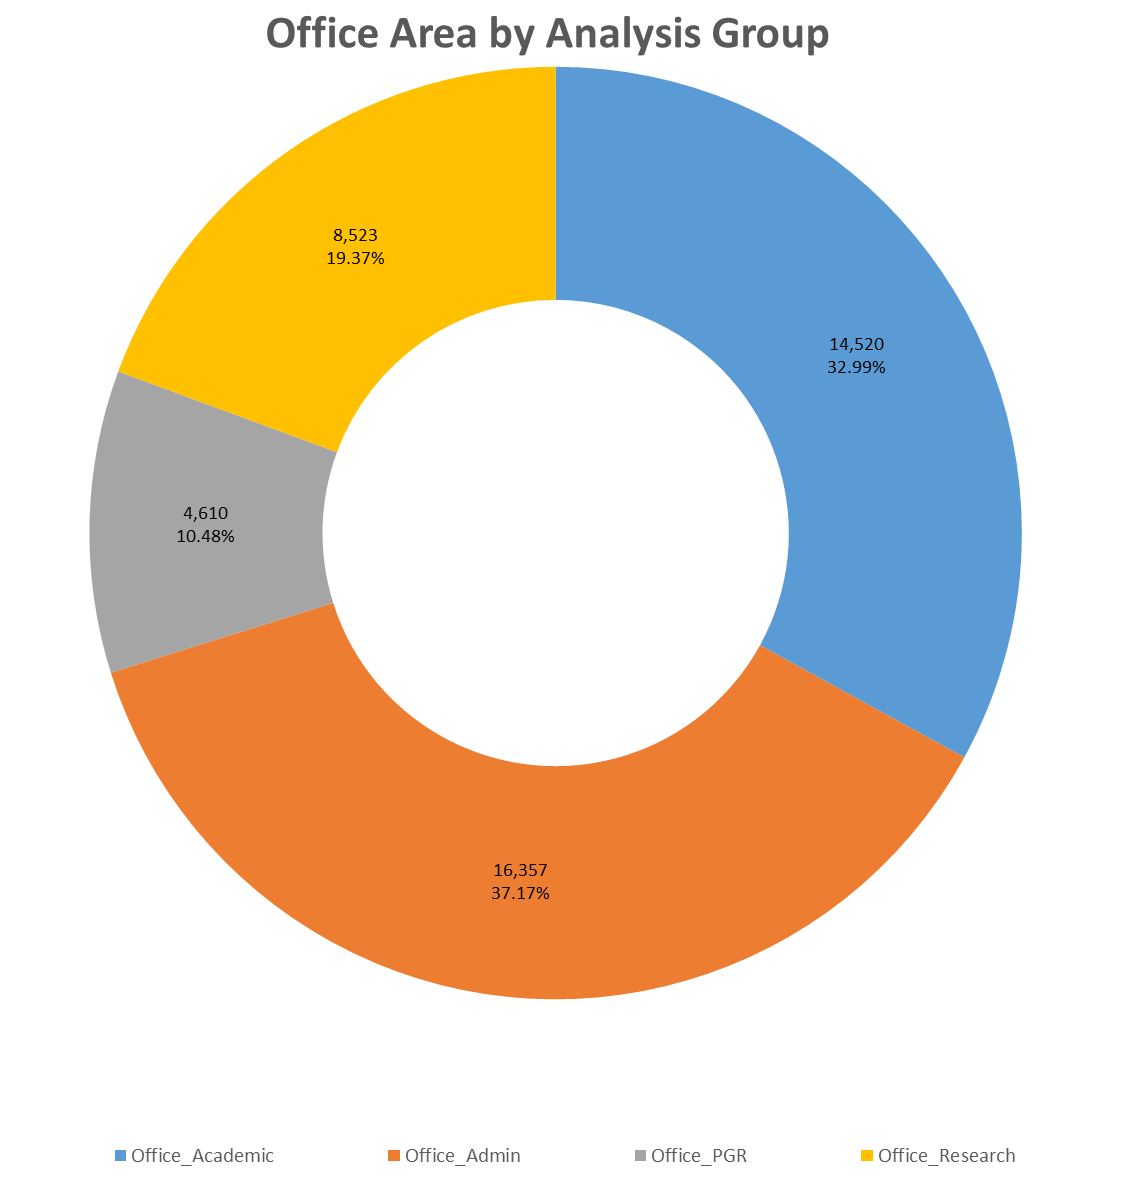 Office Area by Analysis Group
8,523
19.37%
14,520
32.99%
4,610
10.48%
16,357
37.17%
Office_Academic
Office_Admin
Office_PGR
Office_Research